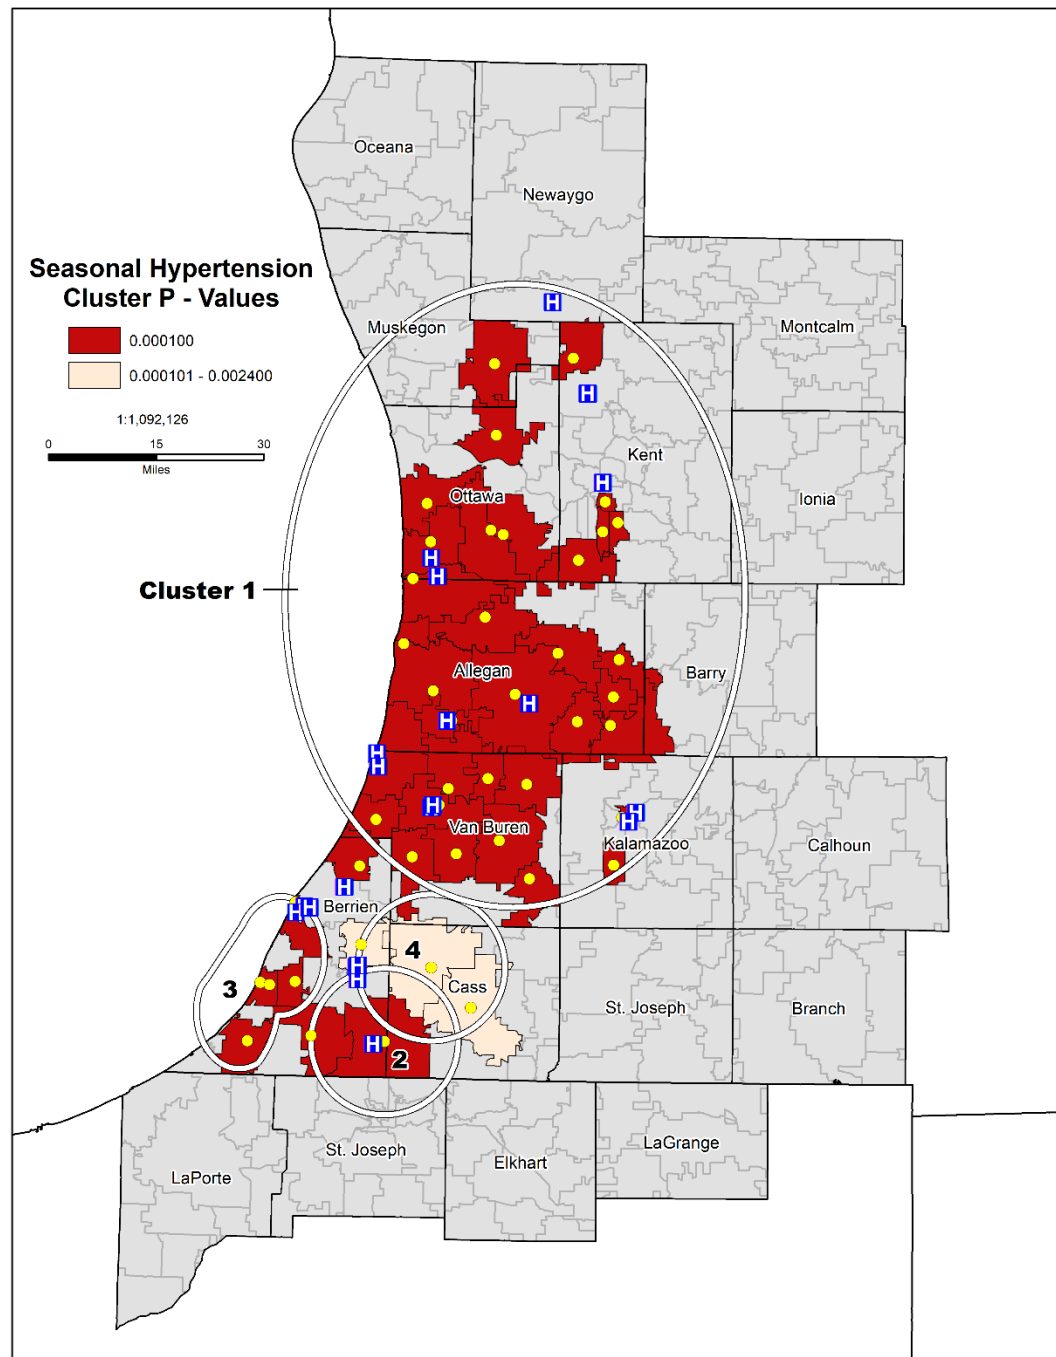 Oceana
Newaygo
Seasonal Hypertension
Cluster P - Values
0.000100
0.000101 - 0.002400
1:1,092,126
0 15 30
Miles
Muskegon
Montcalm
H
H
Kent
H
Ionia
Ottawa
H
H
Cluster 1
Allegan
Barry
H
H
H
H
H
Van Buren
H
H
Kalamazoo
Calhoun
H
Berrien
H
H
4
H
H
3
Cass
St. Joseph
Branch
H
2
LaPorte
St. Joseph
Elkhart
LaGrange